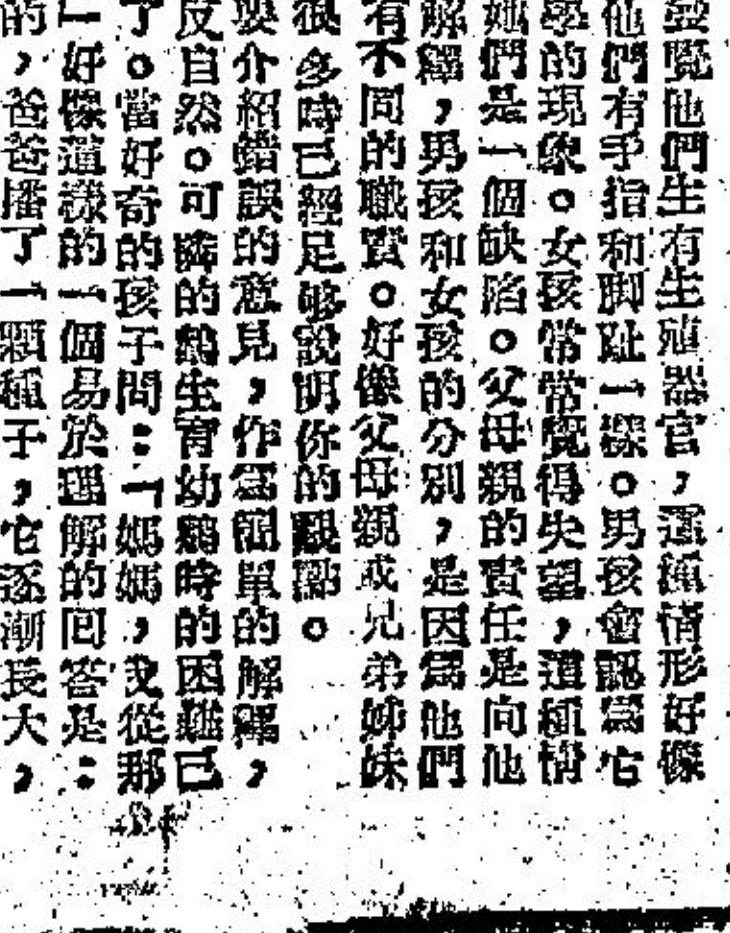 發覺他們生有生殖器官，這種情形好像
他們有手指和脚趾一樣。男孩會認爲它
學的現象。女孩常常覺得失望，這種情
她們是一個缺陷。父母親的責任是向他
解釋，男孩和女孩的分別，是因爲他們
有不同的職責。好像父母親或兄弟姊妹
很多時已經足够說明你的觀點。
要介紹錯誤的意見，作爲簡單的解釋，
反自然。可憐的鵝生育幼鵝時的困難已
了。當好奇的孩子問：「媽媽，我從那
「好像這樣的一個易於理解的回答是：
的，爸爸播了一顆種子，它逐漸長大，